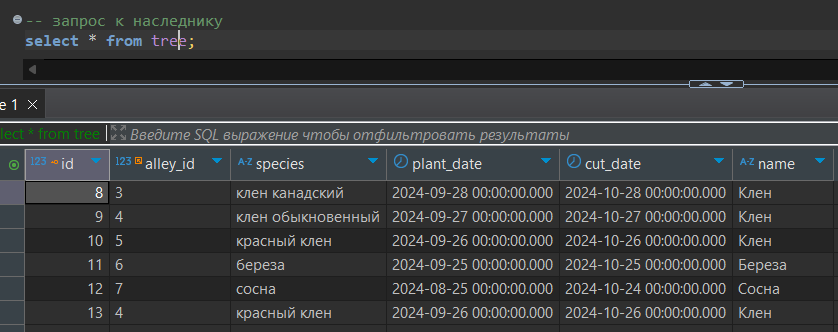 -- запрос к наследнику
select * from tree;
e 1 ×
lect * from tree Введите SQL выражение чтобы отфильтровать результаты
123 id 123 alley_id A-Z species plant_date cut_date A-Z name
8 3 клен канадский 2024-09-28 00:00:00.000 2024-10-28 00:00:00.000 Клен
9 4 клен обыкновенный 2024-09-27 00:00:00.000 2024-10-27 00:00:00.000 Клен
10 5 красный клен 2024-09-26 00:00:00.000 2024-10-26 00:00:00.000 Клен
11 6 береза 2024-09-25 00:00:00.000 2024-10-25 00:00:00.000 Береза
12 7 сосна 2024-08-25 00:00:00.000 2024-10-24 00:00:00.000 Сосна
13 4 красный клен 2024-09-26 00:00:00.000 2024-10-26 00:00:00.000 Клен